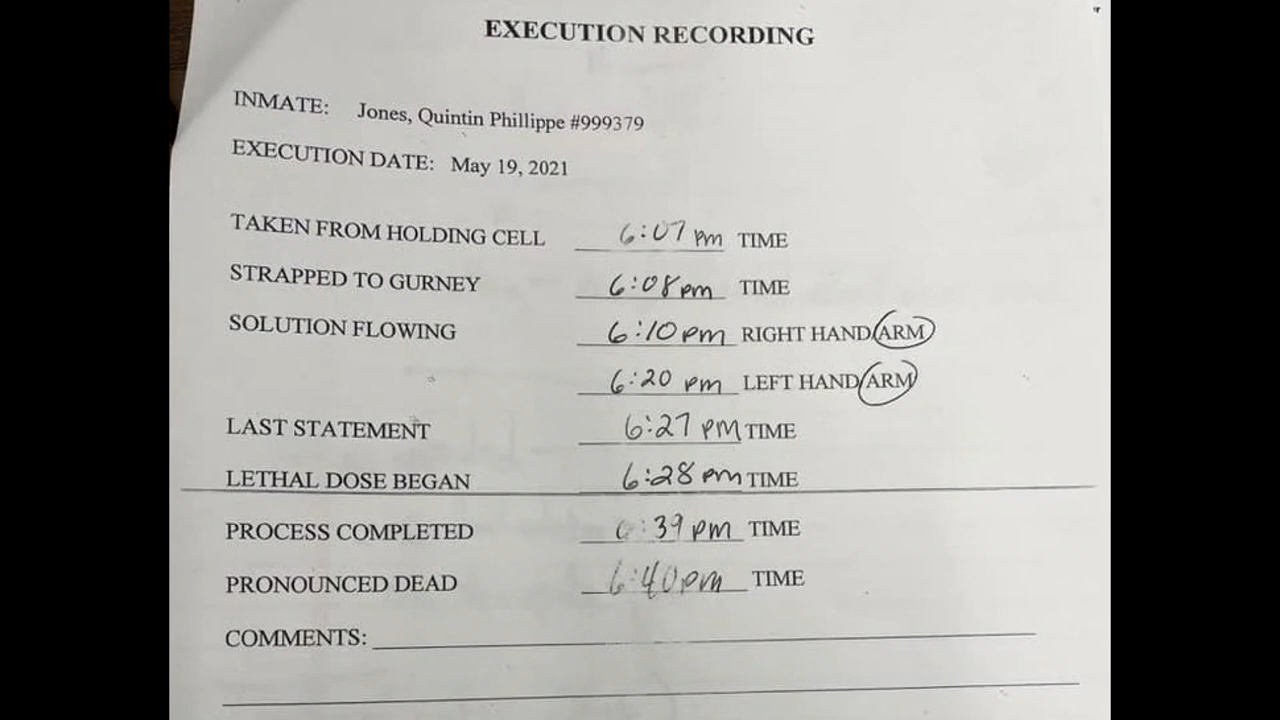 EXECUTION RECORDING
INMATE: Jones, Quintin Phillippe #999379
EXECUTION DATE: May 19, 2021
TAKEN FROM HOLDING CELL 6:07 pm TIME
STRAPPED TO GURNEY 6:08 pm TIME
SOLUTION FLOWING 6:10 pm RIGHT HAND/ARM
6:20 pm LEFT HAND/ARM
LAST STATEMENT 6:27 PM TIME
LETHAL DOSE BEGAN 6:28 pm TIME
PROCESS COMPLETED 6:39 pm TIME
PRONOUNCED DEAD 6:40 pm TIME
COMMENTS: